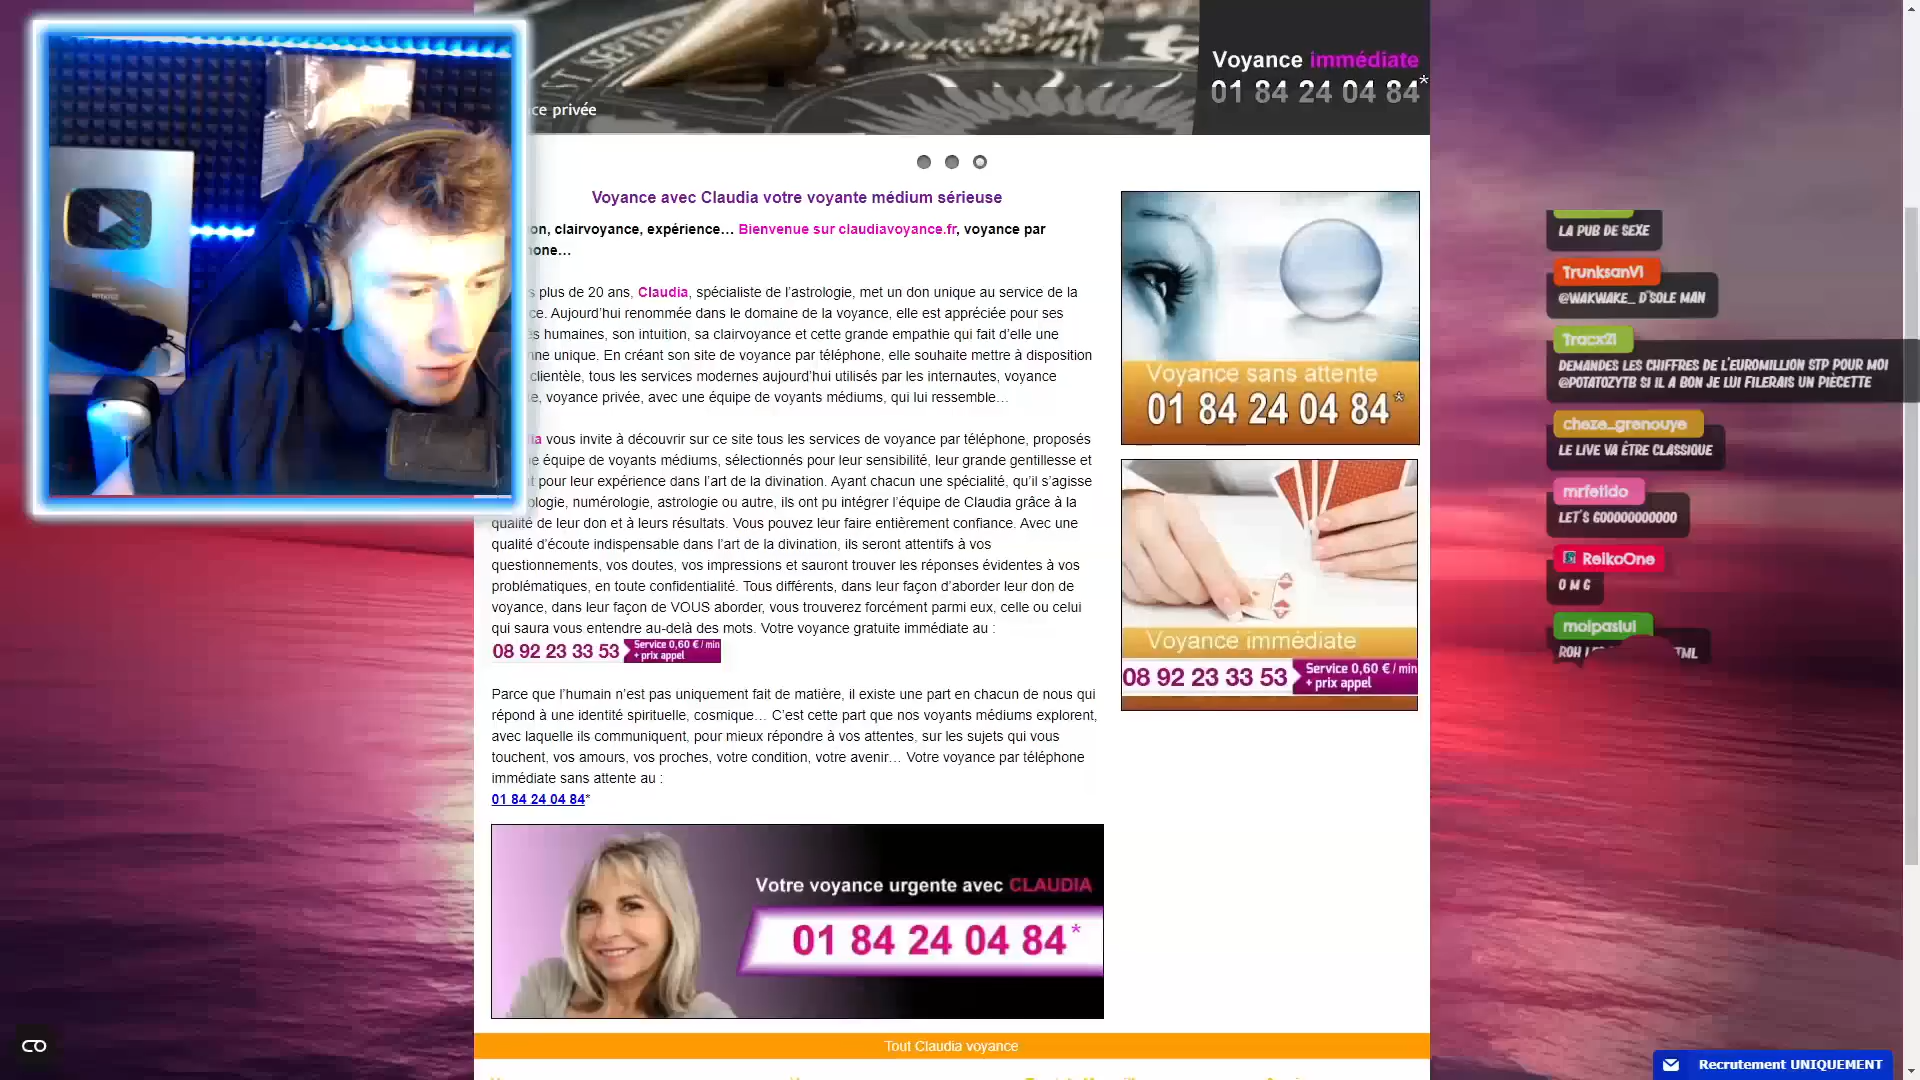 Voyance immédiate
01 84 24 04 84*
ce privée
Voyance avec Claudia votre voyante médium sérieuse
on, clairvoyance, expérience… Bienvenue sur claudiavoyance.fr, voyance par
hone…
s plus de 20 ans, Claudia, spécialiste de l’astrologie, met un don unique au service de la
ce. Aujourd’hui renommée dans le domaine de la voyance, elle est appréciée pour ses
és humaines, son intuition, sa clairvoyance et cette grande empathie qui fait d’elle une
nne unique. En créant son site de voyance par téléphone, elle souhaite mettre à disposition
clientèle, tous les services modernes aujourd’hui utilisés par les internautes, voyance
e, voyance privée, avec une équipe de voyants médiums, qui lui ressemble…
ia vous invite à découvrir sur ce site tous les services de voyance par téléphone, proposés
e équipe de voyants médiums, sélectionnés pour leur sensibilité, leur grande gentillesse et
t pour leur expérience dans l’art de la divination. Ayant chacun une spécialité, qu’il s’agisse
ologie, numérologie, astrologie ou autre, ils ont pu intégrer l’équipe de Claudia grâce à la
qualité de leur don et à leurs résultats. Vous pouvez leur faire entièrement confiance. Avec une
qualité d’écoute indispensable dans l’art de la divination, ils seront attentifs à vos
questionnements, vos doutes, vos impressions et sauront trouver les réponses évidentes à vos
problématiques, en toute confidentialité. Tous différents, dans leur façon d’aborder leur don de
voyance, dans leur façon de VOUS aborder, vous trouverez forcément parmi eux, celle ou celui
qui saura vous entendre au-delà des mots. Votre voyance gratuite immédiate au :
08 92 23 33 53 Service 0,60 € / min
+ prix appel
Parce que l’humain n’est pas uniquement fait de matière, il existe une part en chacun de nous qui
répond à une identité spirituelle, cosmique… C’est cette part que nos voyants médiums explorent,
avec laquelle ils communiquent, pour mieux répondre à vos attentes, sur les sujets qui vous
touchent, vos amours, vos proches, votre condition, votre avenir… Votre voyance par téléphone
immédiate sans attente au :
01 84 24 04 84*
Votre voyance urgente avec CLAUDIA
01 84 24 04 84*
Tout Claudia voyance
Voyance sans attente
01 84 24 04 84*
Voyance immédiate
08 92 23 33 53 Service 0,60 € / min
+ prix appel
LA PUB DE SEXE
TrunksanV1
@WAKWAKE_ D'SOLE MAN
Tracx21
DEMANDES LES CHIFFRES DE L'EUROMILLION STP POUR MOI
@POTATOZYTB SI IL A BON JE LUI FILERAIS UN PIÈCETTE
cheze_grenouye
LE LIVE VA ÊTRE CLASSIQUE
mrfetido
LET'S GOOOOOOOOOO
ReikoOne
O M G
moipaslui
Recrutement UNIQUEMENT